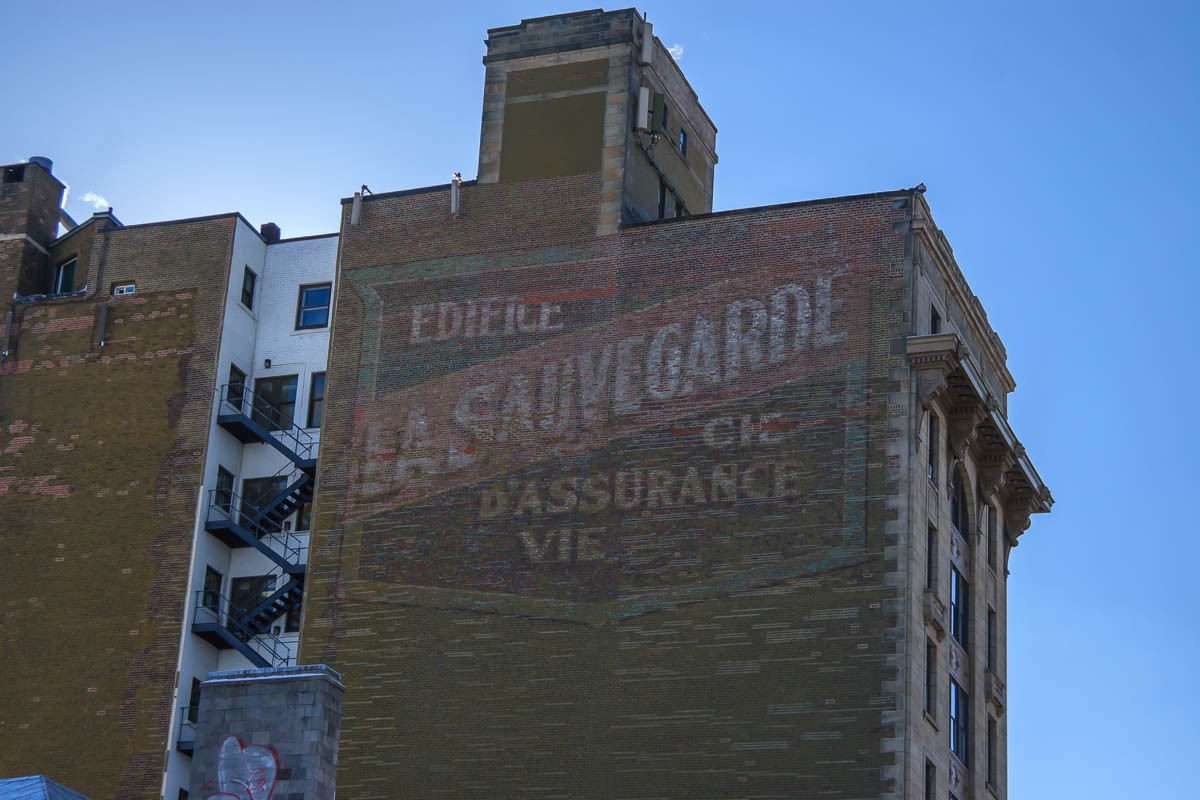 EDIFICE
LA SAUVEGARDE
CIE
D'ASSURANCE
VIE